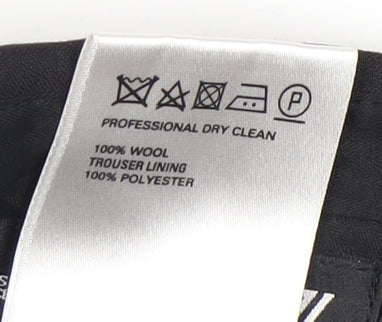 P
PROFESSIONAL DRY CLEAN
100% WOOL
TROUSER LINING
100% POLYESTER